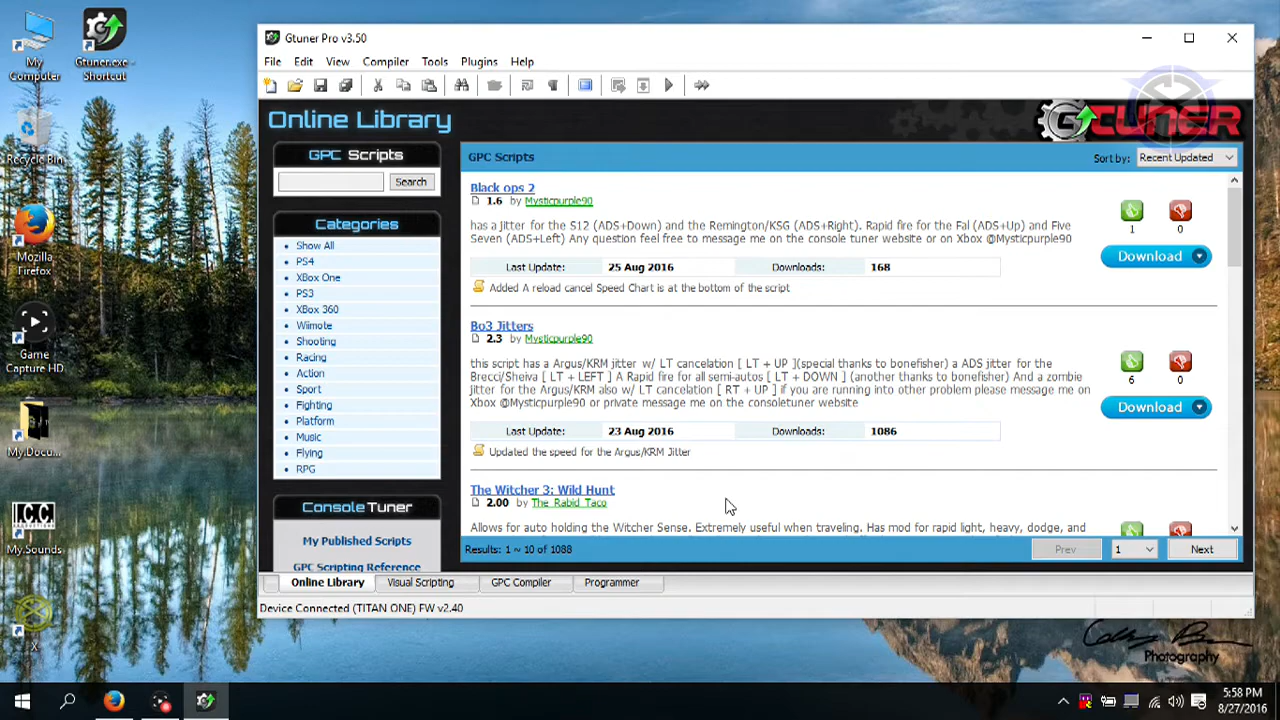 My Computer
Gtuner.exe - Shortcut
Recycle Bin
Mozilla Firefox
Game Capture HD
My.Docu...
My.Sounds
X
Gtuner Pro v3.50
File Edit View Compiler Tools Plugins Help
Online Library
GTUNER
GPC Scripts
Search
Categories
Show All
PS4
XBox One
PS3
XBox 360
Wiimote
Shooting
Racing
Action
Sport
Fighting
Platform
Music
Flying
RPG
ConsoleTuner
My Published Scripts
GPC Scripting Reference
GPC Scripts
Sort by: Recent Updated
Black ops 2
1.6 by Mysticpurple90
has a jitter for the S12 (ADS+Down) and the Remington/KSG (ADS+Right). Rapid fire for the Fal (ADS+Up) and Five
Seven (ADS+Left) Any question feel free to message me on the console tuner website or on Xbox @Mysticpurple90
1 0
Download
Last Update: 25 Aug 2016 Downloads: 168
Added A reload cancel Speed Chart is at the bottom of the script
Bo3 Jitters
2.3 by Mysticpurple90
this script has a Argus/KRM jitter w/ LT cancelation [ LT + UP ](special thanks to bonefisher) a ADS jitter for the
Brecci/Sheiva [ LT + LEFT ] A Rapid fire for all semi-autos [ LT + DOWN ] (another thanks to bonefisher) And a zombie
jitter for the Argus/KRM also w/ LT cancelation [ RT + UP ] if you are running into other problem please message me on
Xbox @Mysticpurple90 or private message me on the consoletuner website
6 0
Download
Last Update: 23 Aug 2016 Downloads: 1086
Updated the speed for the Argus/KRM Jitter
The Witcher 3: Wild Hunt
2.00 by The_Rabid_Taco
Allows for auto holding the Witcher Sense. Extremely useful when traveling. Has mod for rapid light, heavy, dodge, and
Results: 1 ~ 10 of 1088
Prev 1 Next
Online Library Visual Scripting GPC Compiler Programmer
Device Connected (TITAN ONE) FW v2.40
Photography
5:58 PM
8/27/2016